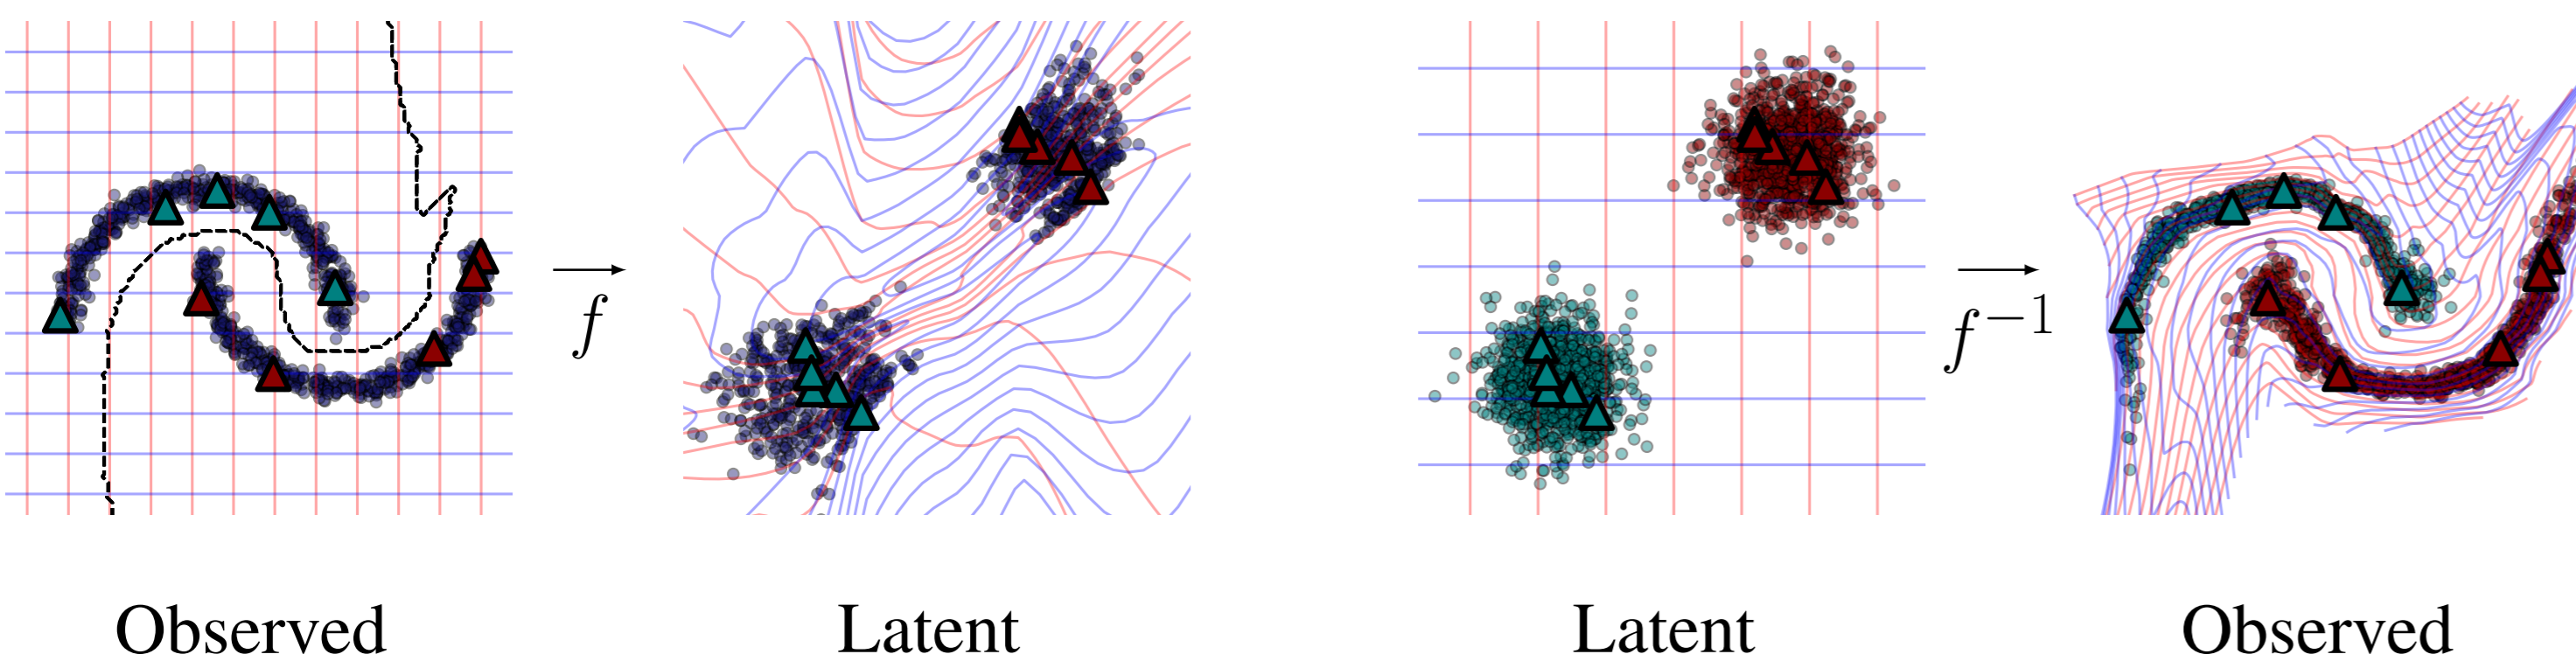 f
f⁻¹
Observed
Latent
Latent
Observed